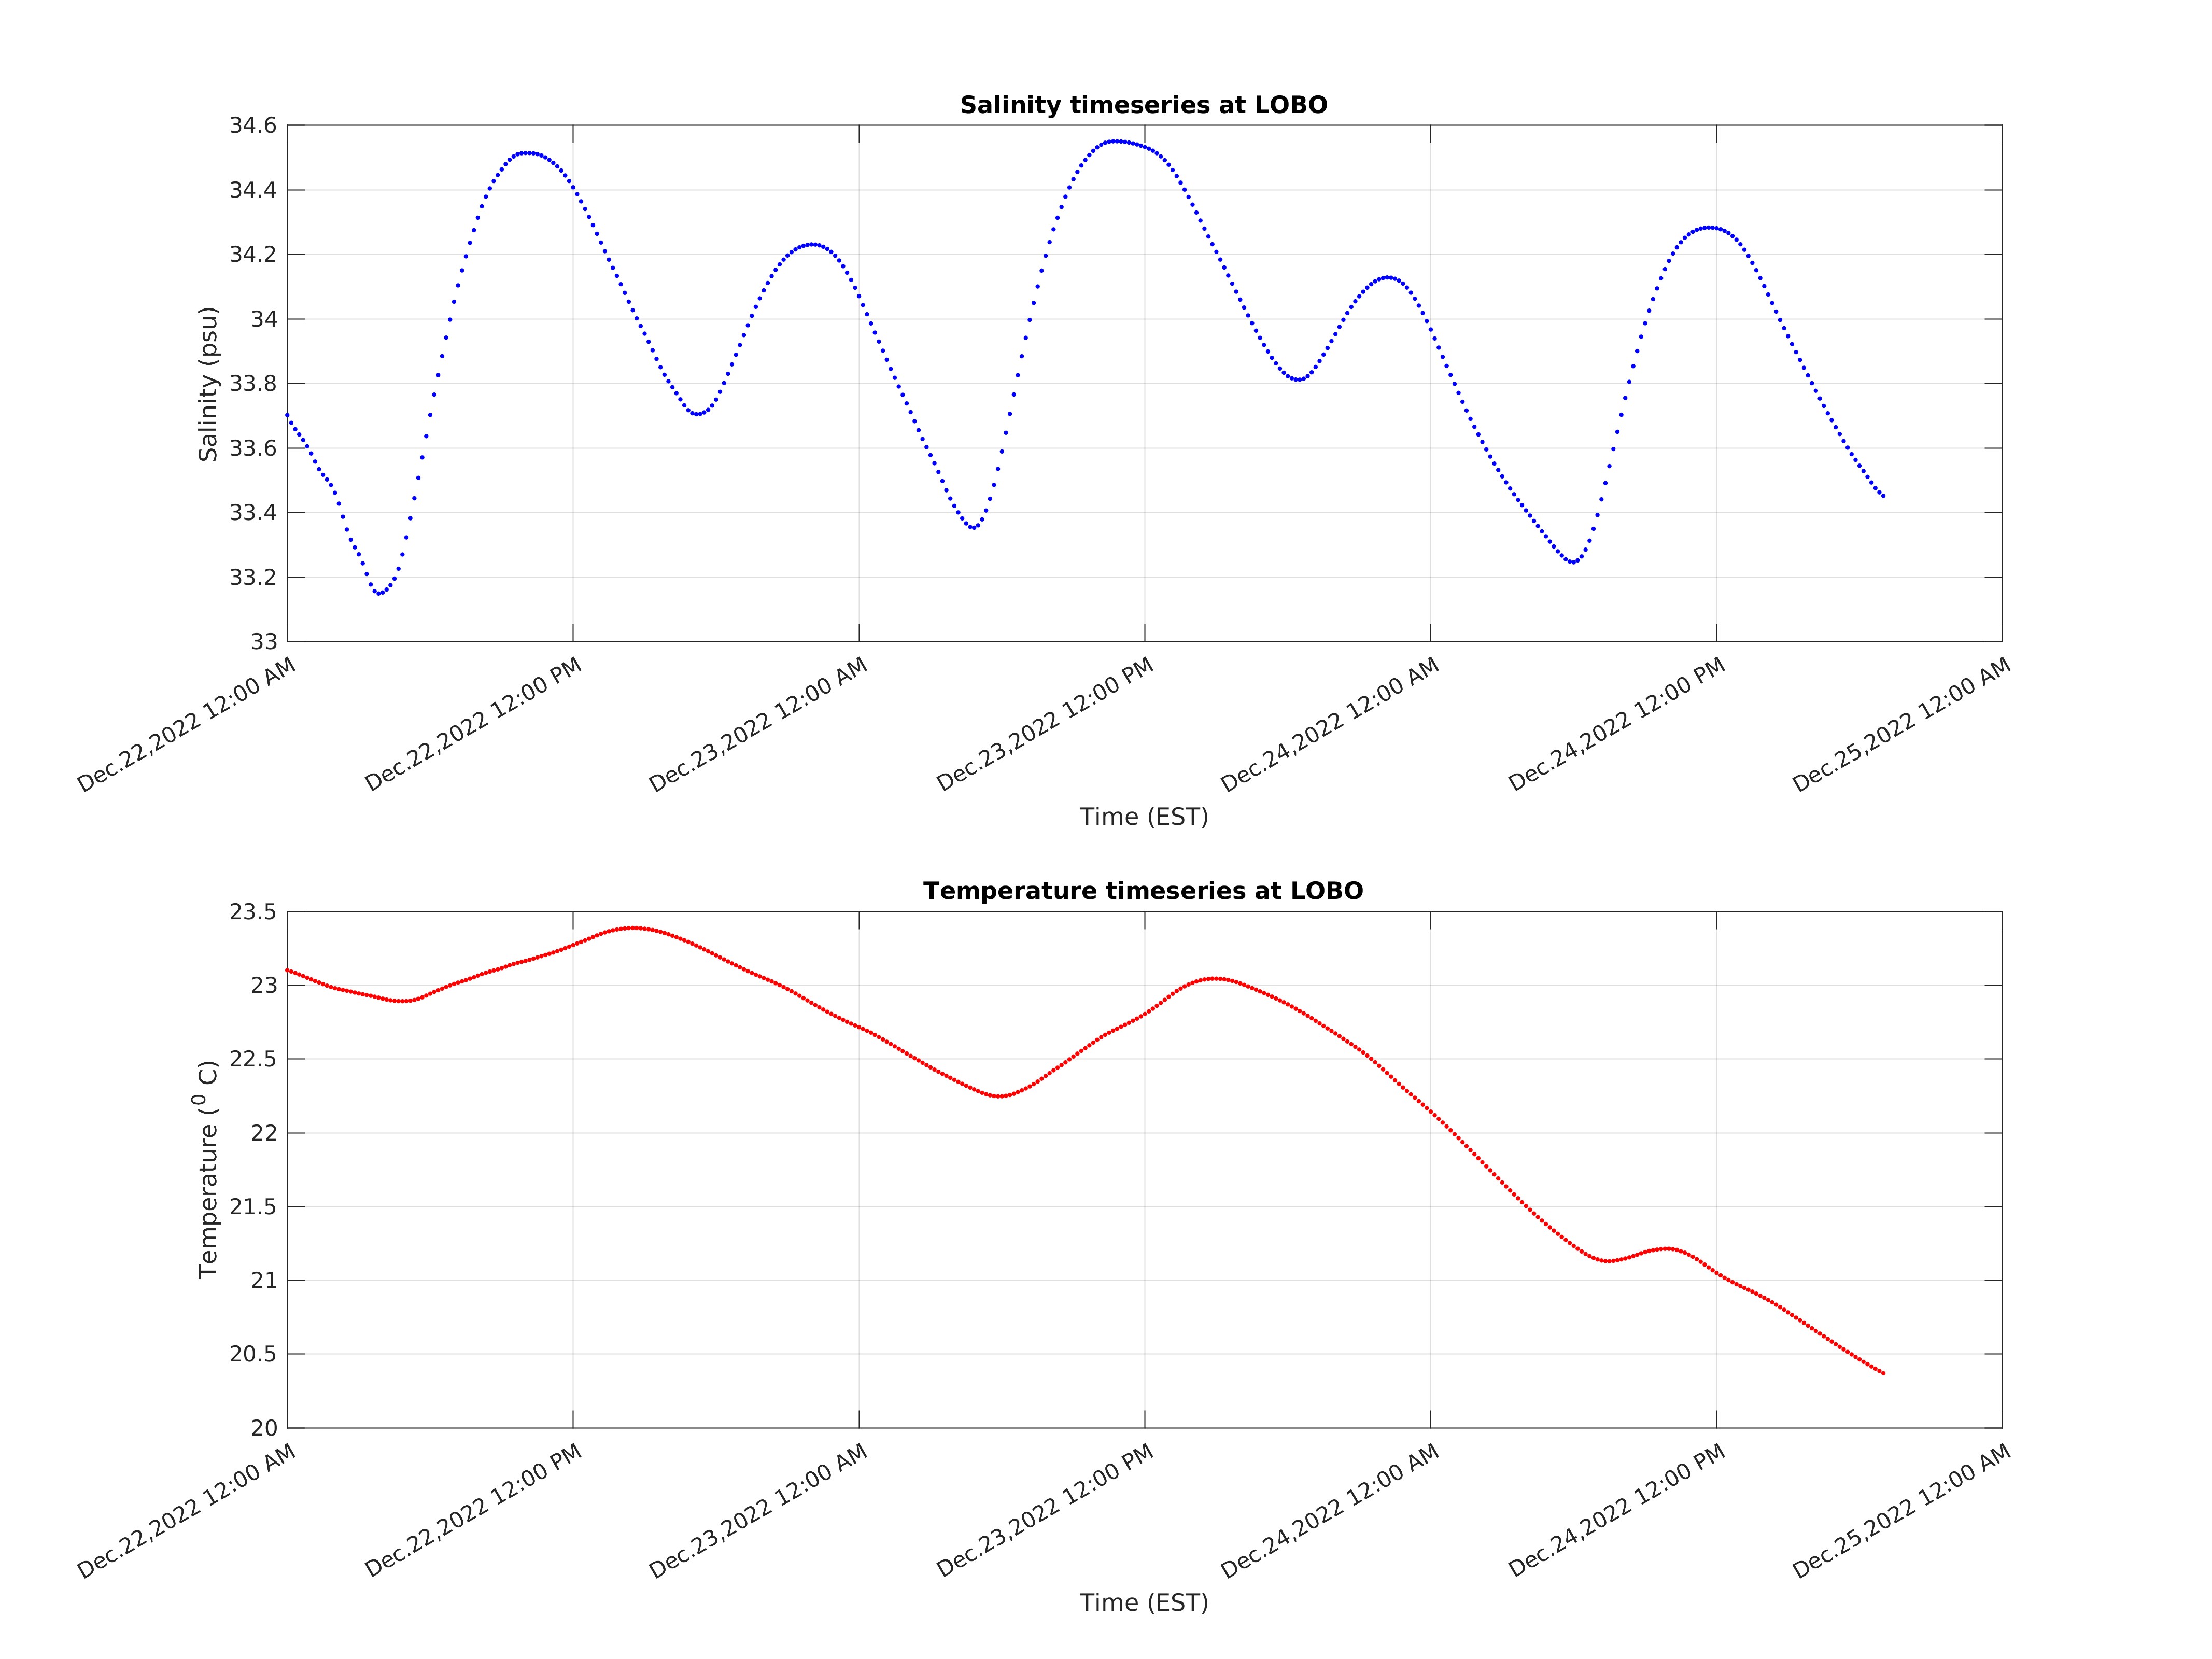 Salinity timeseries at LOBO
Salinity (psu)
34.6
34.4
34.2
34
33.8
33.6
33.4
33.2
33
Dec.22,2022 12:00 AM
Dec.22,2022 12:00 PM
Dec.23,2022 12:00 AM
Dec.23,2022 12:00 PM
Dec.24,2022 12:00 AM
Dec.24,2022 12:00 PM
Dec.25,2022 12:00 AM
Time (EST)
Temperature timeseries at LOBO
Temperature (⁰ C)
23.5
23
22.5
22
21.5
21
20.5
20
Dec.22,2022 12:00 AM
Dec.22,2022 12:00 PM
Dec.23,2022 12:00 AM
Dec.23,2022 12:00 PM
Dec.24,2022 12:00 AM
Dec.24,2022 12:00 PM
Dec.25,2022 12:00 AM
Time (EST)